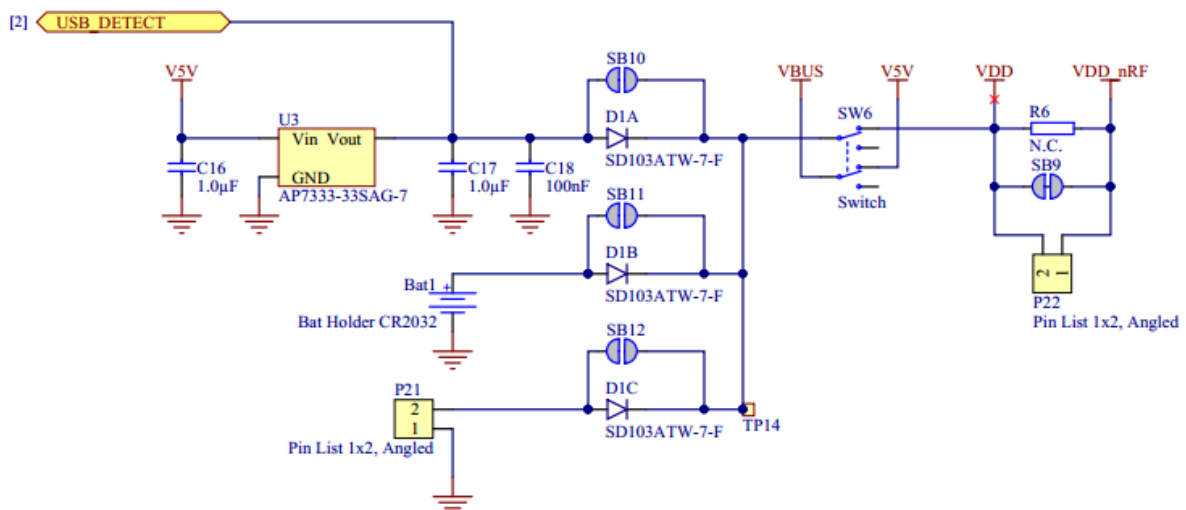 [2] USB_DETECT
SB10
V5V
VBUS
V5V
VDD
VDD_nRF
U3
D1A
SW6
R6
Vin Vout
N.C.
C16
1.0µF
GND
AP7333-33SAG-7
C17
1.0µF
C18
100nF
SD103ATW-7-F
SB9
SB11
Switch
D1B
Bat1 +
SD103ATW-7-F
2 1
P22
Bat Holder CR2032
Pin List 1x2, Angled
SB12
P21
D1C
2
1
SD103ATW-7-F
TP14
Pin List 1x2, Angled